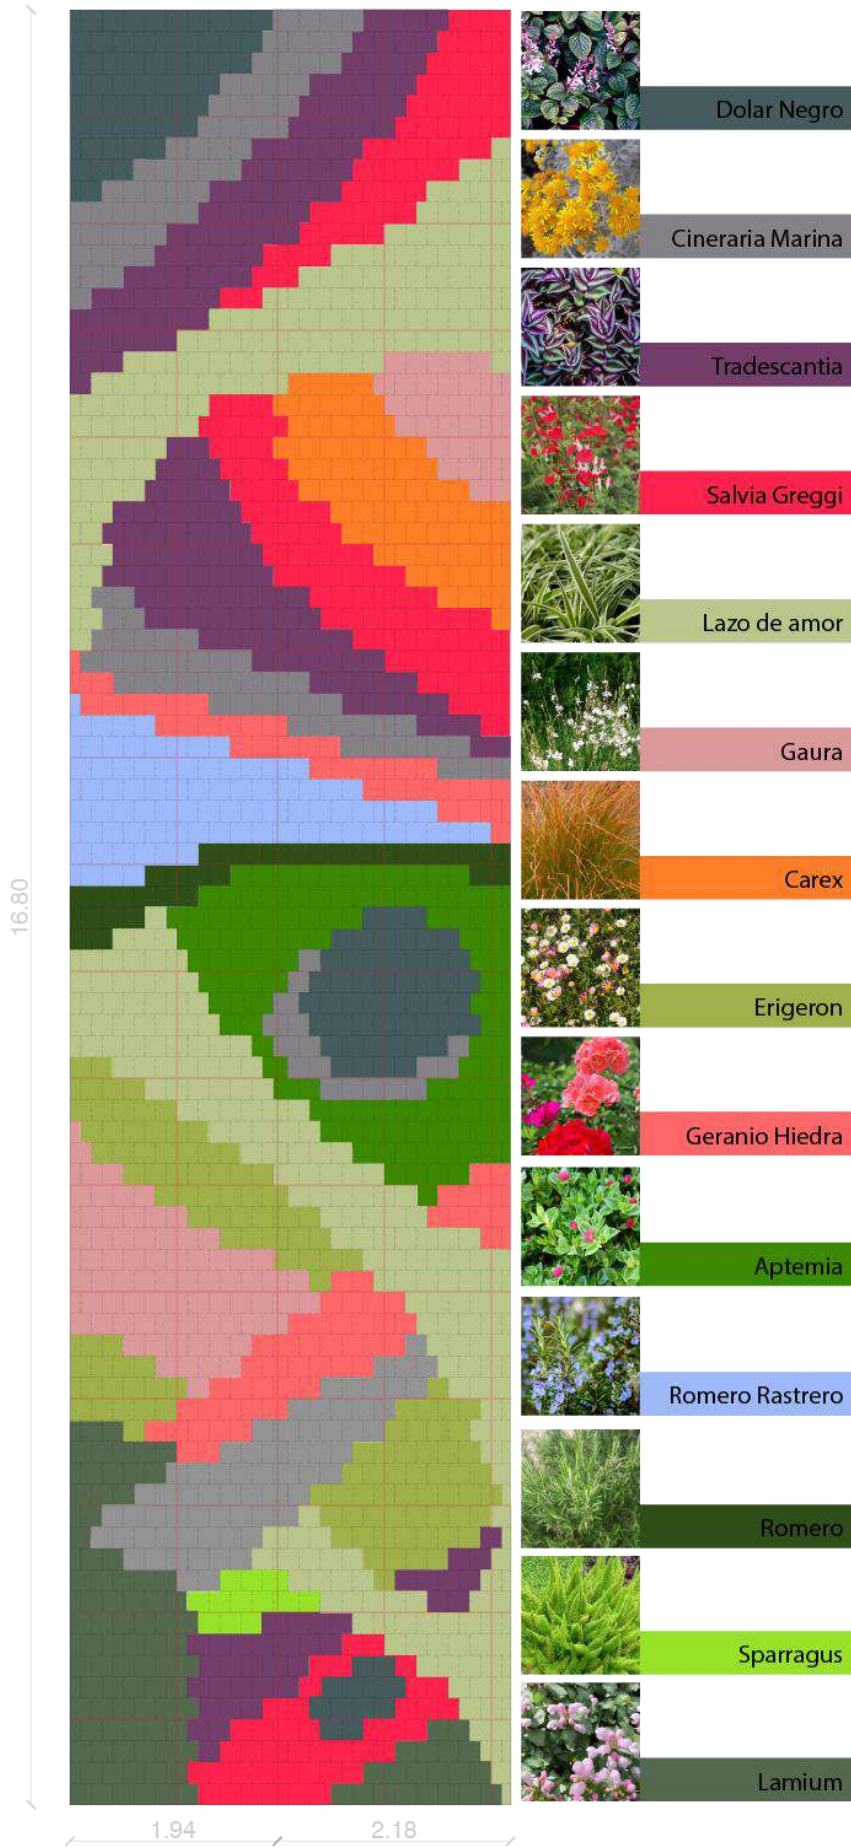 Dolar Negro
Cineraria Marina
Tradescantia
Salvia Greggi
Lazo de amor
Gaura
Carex
Erigeron
Geranio Hiedra
Aptemia
Romero Rastrero
Romero
Sparragus
Lamium
16.80
1.94
2.18